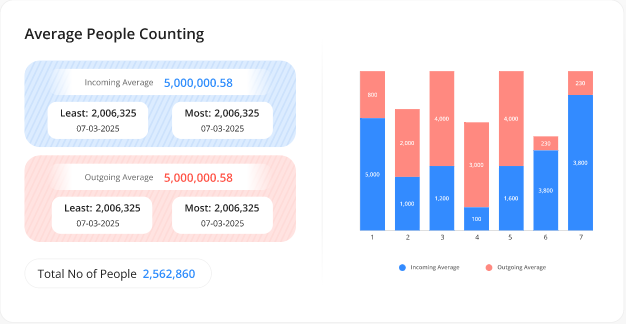 Average People Counting
Incoming Average 5,000,000.58
Least: 2,006,325
07-03-2025
Most: 2,006,325
07-03-2025
Outgoing Average 5,000,000.58
Least: 2,006,325
07-03-2025
Most: 2,006,325
07-03-2025
Total No of People 2,562,860
800
5,000
2,000
1,000
4,000
1,200
3,000
100
4,000
1,600
230
3,800
230
3,800
1 2 3 4 5 6 7
Incoming Average Outgoing Average